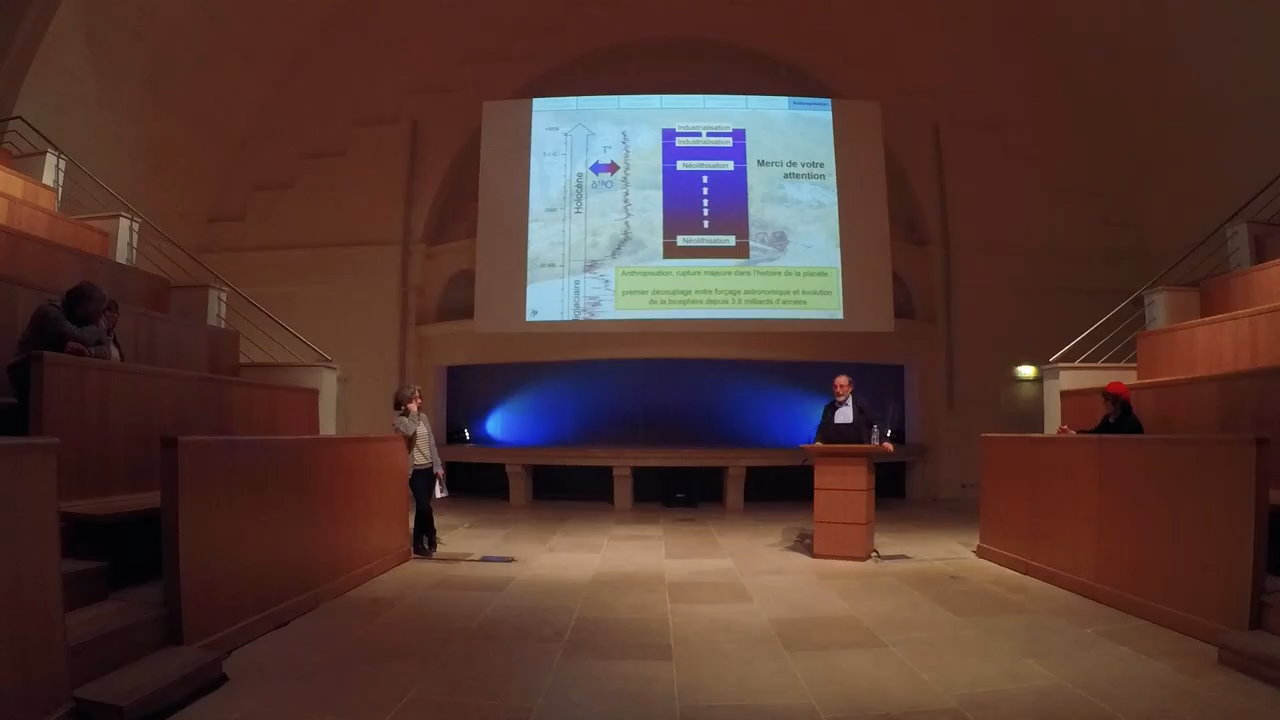 Anthropisation
Industrialisation
Industrialisation
T°
Néolithisation
Merci de votre
attention
δ¹⁸O
Holocène
Néolithisation
Anthropisation, rupture majeure dans l'histoire de la planète :
premier découplage entre forçage astronomique et évolution
de la biosphère depuis 3,8 milliards d'années